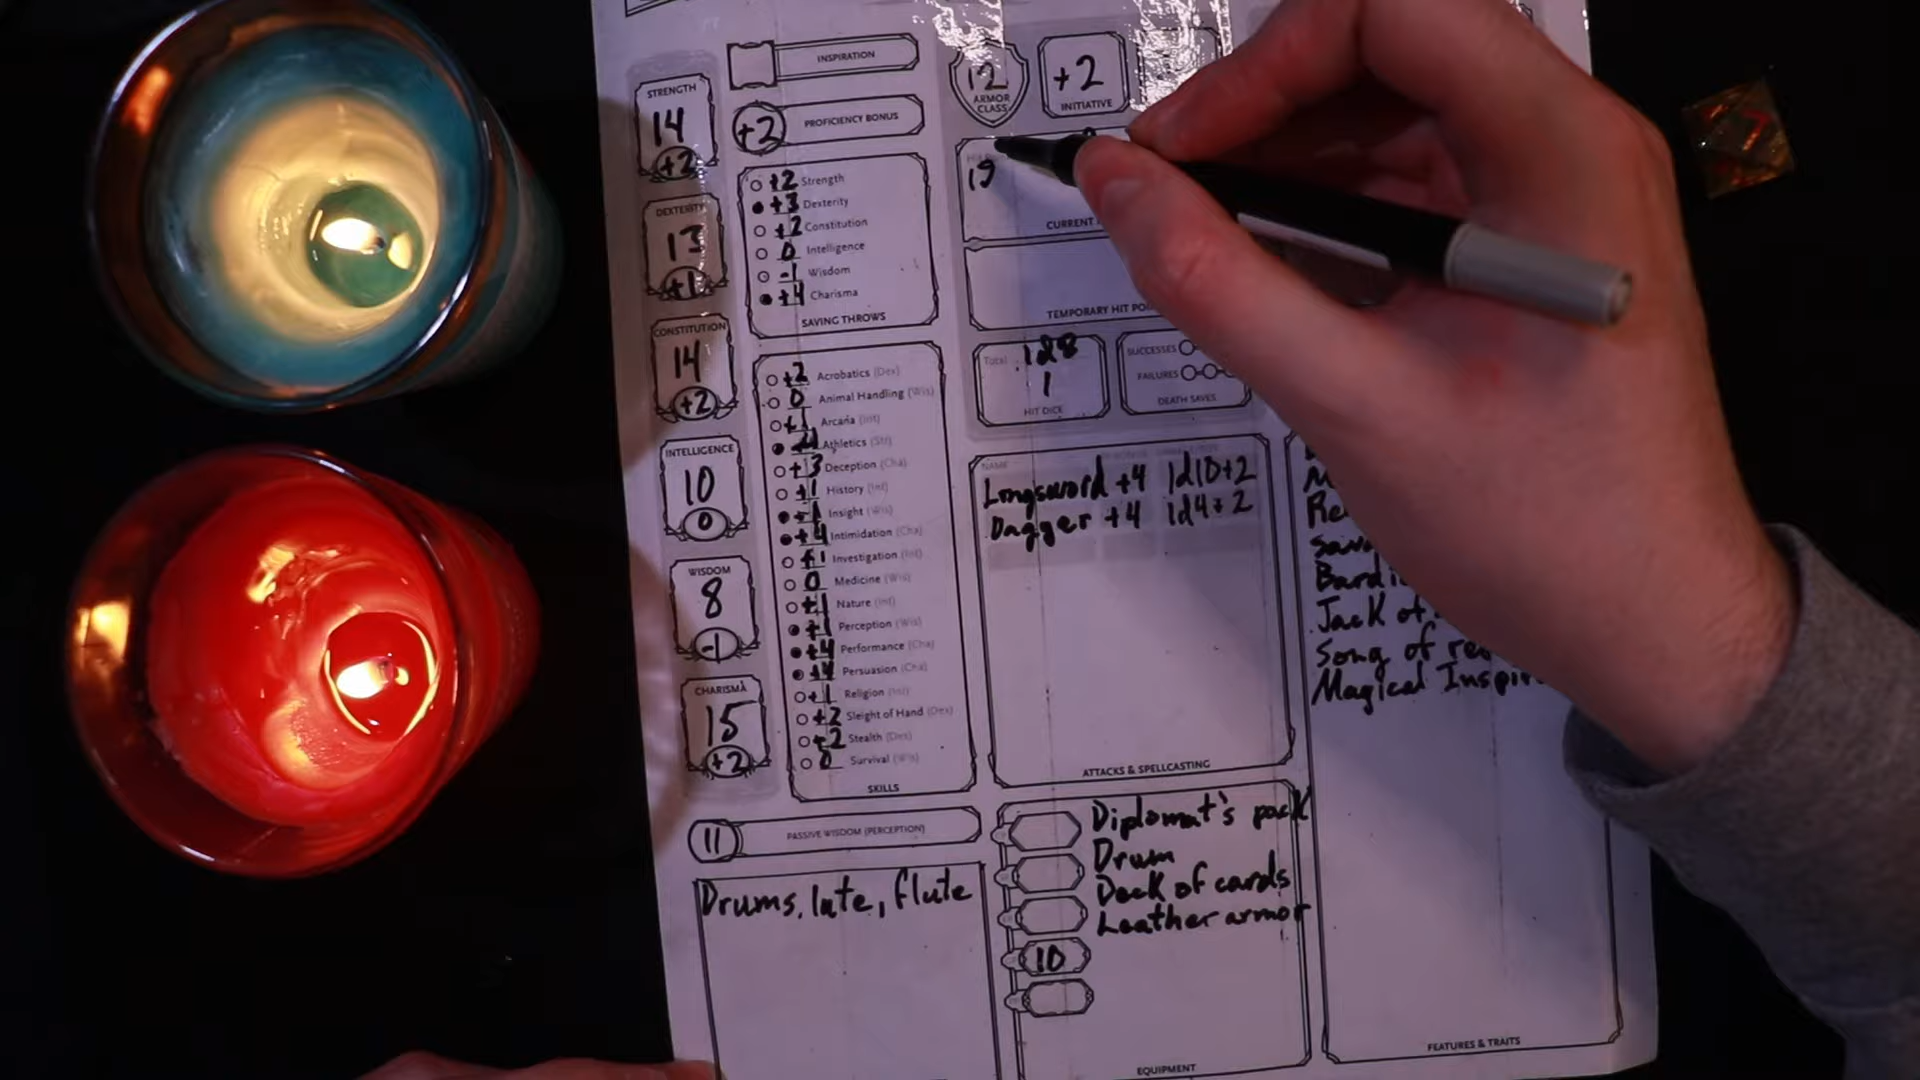 INSPIRATION
+2 PROFICIENCY BONUS
STRENGTH
14
+2
DEXTERITY
13
+1
CONSTITUTION
14
+2
INTELLIGENCE
10
0
WISDOM
8
-1
CHARISMA
15
+2
+2 Strength
+3 Dexterity
+2 Constitution
0 Intelligence
-1 Wisdom
+4 Charisma
SAVING THROWS
+2 Acrobatics (Dex)
0 Animal Handling (Wis)
+1 Arcana (Int)
Athletics (Str)
+3 Deception (Cha)
+1 History (Int)
+1 Insight (Wis)
+4 Intimidation (Cha)
+1 Investigation (Int)
0 Medicine (Wis)
+1 Nature (Int)
+1 Perception (Wis)
+4 Performance (Cha)
+4 Persuasion (Cha)
+1 Religion (Int)
+2 Sleight of Hand (Dex)
+2 Stealth (Dex)
0 Survival (Wis)
SKILLS
11 PASSIVE WISDOM (PERCEPTION)
Drums, lute, flute
12
ARMOR
CLASS
+2
INITIATIVE
19
CURRENT
TEMPORARY HIT
Total 1d8
1
HIT DICE
SUCCESSES
FAILURES
DEATH SAVES
NAME
Longsword +4 1d10+2
Dagger +4 1d4+2
ATTACKS & SPELLCASTING
Diplomat's pack
Drum
Deck of cards
Leather armor
10
EQUIPMENT
Jack of
Song of
Magical
FEATURES & TRAITS